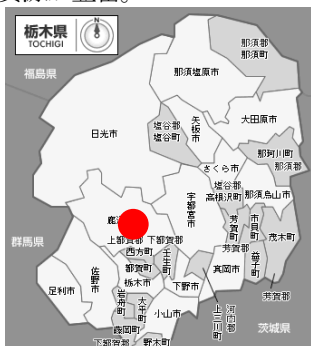 栃木県
TOCHIGI
福島県
那須郡
那須町
那須塩原市
大田原市
日光市
塩谷郡
塩谷町
矢板市
那珂川町
那須郡
さくら市
塩谷郡
高根沢町
那須烏山市
宇都宮市
鹿
芳賀町
芳賀郡
市貝町
茂木町
群馬県
上都賀郡
西方町
下都賀郡
壬生町
都賀町
益子町
芳賀郡
真岡市
佐野市
栃木市
足利市
岩舟町
大平町
下野市
上三川町
河内郡
芳賀郡
小山市
藤岡町
下都賀郡
野木町
茨城県